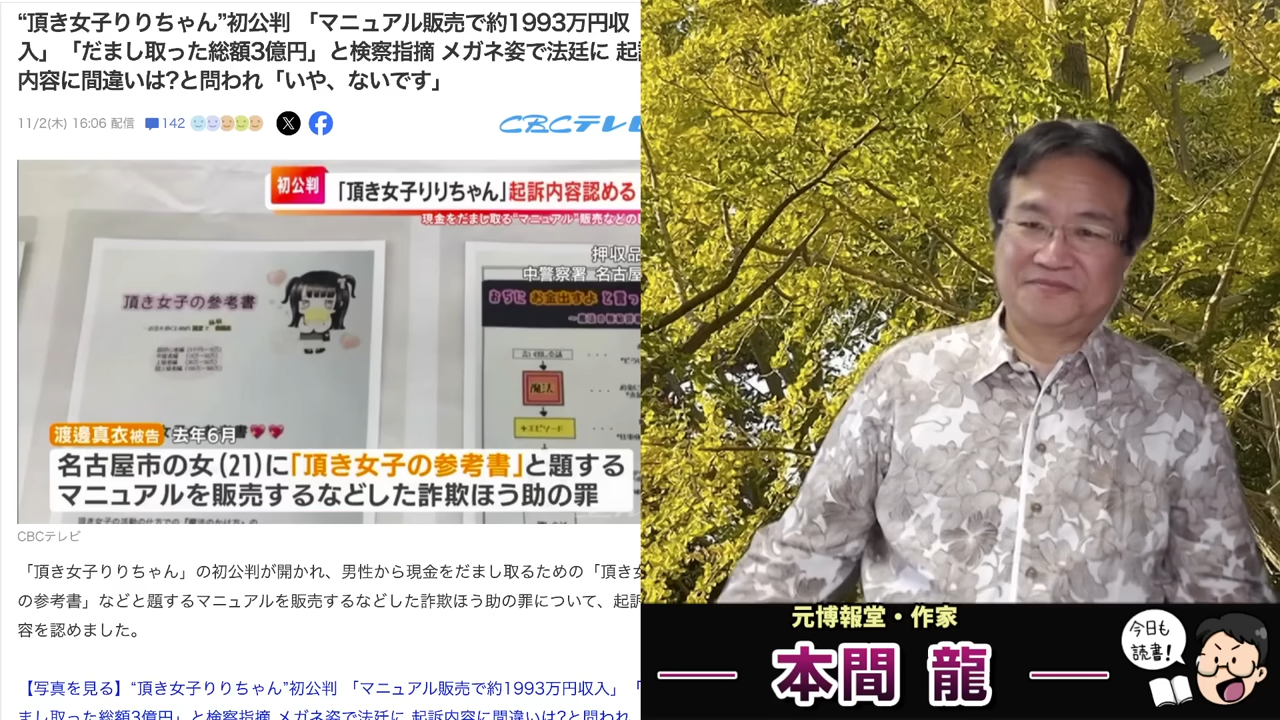 “頂き女子りりちゃん”初公判 「マニュアル販売で約1993万円収
入」「だまし取った総額3億円」と検察指摘 メガネ姿で法廷に 起訴
内容に間違いは?と問われ「いや、ないです」
11/2(木) 16:06 配信
142
CBCテレ
初公判
「頂き女子りりちゃん」起訴内容認める
現金をだまし取る“マニュアル”販売などの
押収品
中警察署 名古屋
頂き女子の参考書
おぢに お金出すよ と言っ
魔法
渡邉真衣被告 去年6月
名古屋市の女(21)に「頂き女子の参考書」と題する
マニュアルを販売するなどした詐欺ほう助の罪
CBCテレビ
「頂き女子りりちゃん」の初公判が開かれ、男性から現金をだまし取るための「頂き女
の参考書」などと題するマニュアルを販売するなどした詐欺ほう助の罪について、起訴
容を認めました。
【写真を見る】“頂き女子りりちゃん”初公判 「マニュアル販売で約1993万円収入」「
まし取った総額3億円」と検察指摘 メガネ姿で法廷に 起訴内容に間違いは?と問われ
元博報堂・作家
本間 龍
今日も
読書!